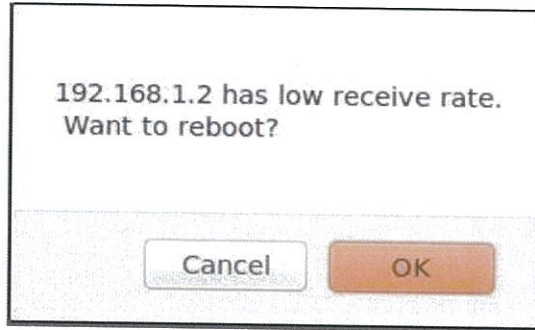 192.168.1.2 has low receive rate.
Want to reboot?
Cancel
OK